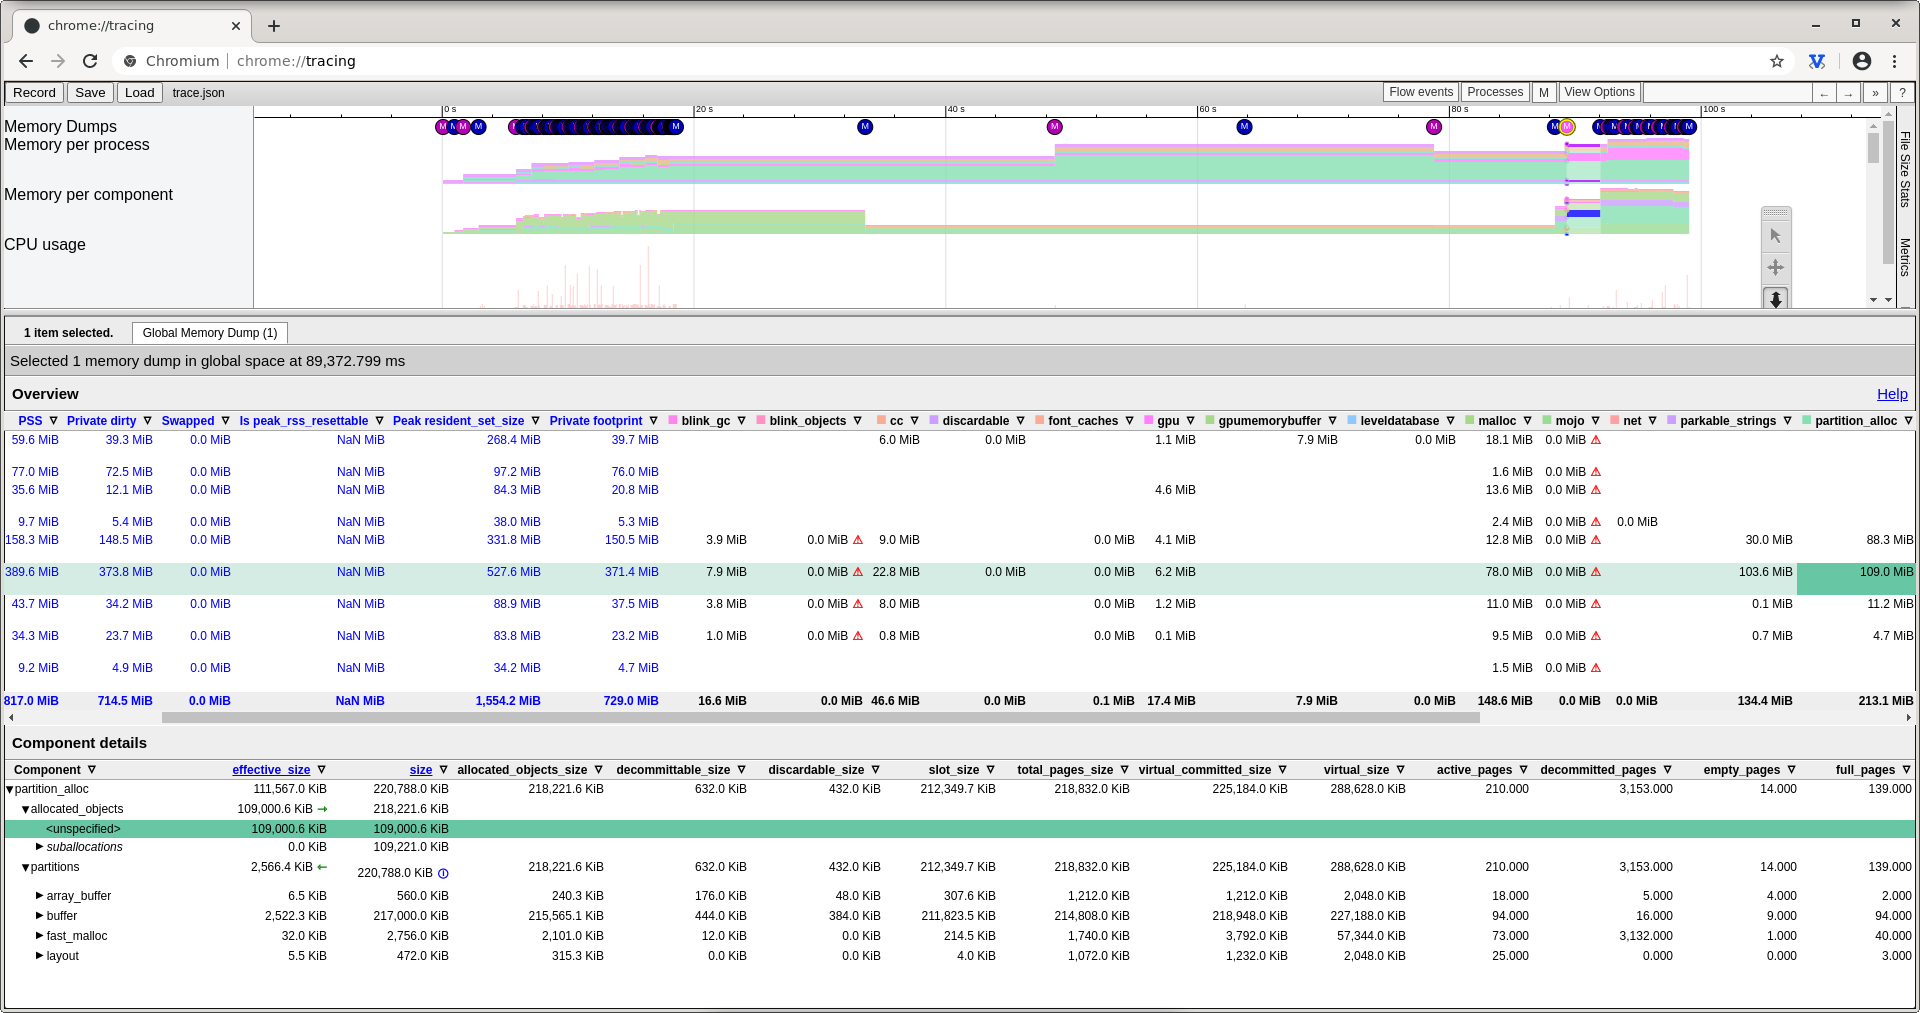 chrome://tracing
Chromium | chrome://tracing
Record Save Load trace.json Flow events Processes M View Options ← → » ?
0 s 20 s 40 s 60 s 80 s 100 s
Memory Dumps
Memory per process
Memory per component
CPU usage
File Size Stats
Metrics
1 item selected. Global Memory Dump (1)
Selected 1 memory dump in global space at 89,372.799 ms
Overview Help
PSS Private dirty Swapped Is peak_rss_resettable Peak resident_set_size Private footprint blink_gc blink_objects cc discardable font_caches gpu gpumemorybuffer leveldatabase malloc mojo net parkable_strings partition_alloc
59.6 MiB 39.3 MiB 0.0 MiB NaN MiB 268.4 MiB 39.7 MiB 6.0 MiB 0.0 MiB 1.1 MiB 7.9 MiB 0.0 MiB 18.1 MiB 0.0 MiB
77.0 MiB 72.5 MiB 0.0 MiB NaN MiB 97.2 MiB 76.0 MiB 1.6 MiB 0.0 MiB
35.6 MiB 12.1 MiB 0.0 MiB NaN MiB 84.3 MiB 20.8 MiB 4.6 MiB 13.6 MiB 0.0 MiB
9.7 MiB 5.4 MiB 0.0 MiB NaN MiB 38.0 MiB 5.3 MiB 2.4 MiB 0.0 MiB 0.0 MiB
158.3 MiB 148.5 MiB 0.0 MiB NaN MiB 331.8 MiB 150.5 MiB 3.9 MiB 0.0 MiB 9.0 MiB 0.0 MiB 4.1 MiB 12.8 MiB 0.0 MiB 30.0 MiB 88.3 MiB
389.6 MiB 373.8 MiB 0.0 MiB NaN MiB 527.6 MiB 371.4 MiB 7.9 MiB 0.0 MiB 22.8 MiB 0.0 MiB 0.0 MiB 6.2 MiB 78.0 MiB 0.0 MiB 103.6 MiB 109.0 MiB
43.7 MiB 34.2 MiB 0.0 MiB NaN MiB 88.9 MiB 37.5 MiB 3.8 MiB 0.0 MiB 8.0 MiB 0.0 MiB 1.2 MiB 11.0 MiB 0.0 MiB 0.1 MiB 11.2 MiB
34.3 MiB 23.7 MiB 0.0 MiB NaN MiB 83.8 MiB 23.2 MiB 1.0 MiB 0.0 MiB 0.8 MiB 0.0 MiB 0.1 MiB 9.5 MiB 0.0 MiB 0.7 MiB 4.7 MiB
9.2 MiB 4.9 MiB 0.0 MiB NaN MiB 34.2 MiB 4.7 MiB 1.5 MiB 0.0 MiB
817.0 MiB 714.5 MiB 0.0 MiB NaN MiB 1,554.2 MiB 729.0 MiB 16.6 MiB 0.0 MiB 46.6 MiB 0.0 MiB 0.1 MiB 17.4 MiB 7.9 MiB 0.0 MiB 148.6 MiB 0.0 MiB 0.0 MiB 134.4 MiB 213.1 MiB
Component details
Component effective_size size allocated_objects_size decommittable_size discardable_size slot_size total_pages_size virtual_committed_size virtual_size active_pages decommitted_pages empty_pages full_pages
partition_alloc 111,567.0 KiB 220,788.0 KiB 218,221.6 KiB 632.0 KiB 432.0 KiB 212,349.7 KiB 218,832.0 KiB 225,184.0 KiB 288,628.0 KiB 210.000 3,153.000 14.000 139.000
allocated_objects 109,000.6 KiB → 218,221.6 KiB
<unspecified> 109,000.6 KiB 109,000.6 KiB
suballocations 0.0 KiB 109,221.0 KiB
partitions 2,566.4 KiB ← 220,788.0 KiB 218,221.6 KiB 632.0 KiB 432.0 KiB 212,349.7 KiB 218,832.0 KiB 225,184.0 KiB 288,628.0 KiB 210.000 3,153.000 14.000 139.000
array_buffer 6.5 KiB 560.0 KiB 240.3 KiB 176.0 KiB 48.0 KiB 307.6 KiB 1,212.0 KiB 1,212.0 KiB 2,048.0 KiB 18.000 5.000 4.000 2.000
buffer 2,522.3 KiB 217,000.0 KiB 215,565.1 KiB 444.0 KiB 384.0 KiB 211,823.5 KiB 214,808.0 KiB 218,948.0 KiB 227,188.0 KiB 94.000 16.000 9.000 94.000
fast_malloc 32.0 KiB 2,756.0 KiB 2,101.0 KiB 12.0 KiB 0.0 KiB 214.5 KiB 1,740.0 KiB 3,792.0 KiB 57,344.0 KiB 73.000 3,132.000 1.000 40.000
layout 5.5 KiB 472.0 KiB 315.3 KiB 0.0 KiB 0.0 KiB 4.0 KiB 1,072.0 KiB 1,232.0 KiB 2,048.0 KiB 25.000 0.000 0.000 3.000